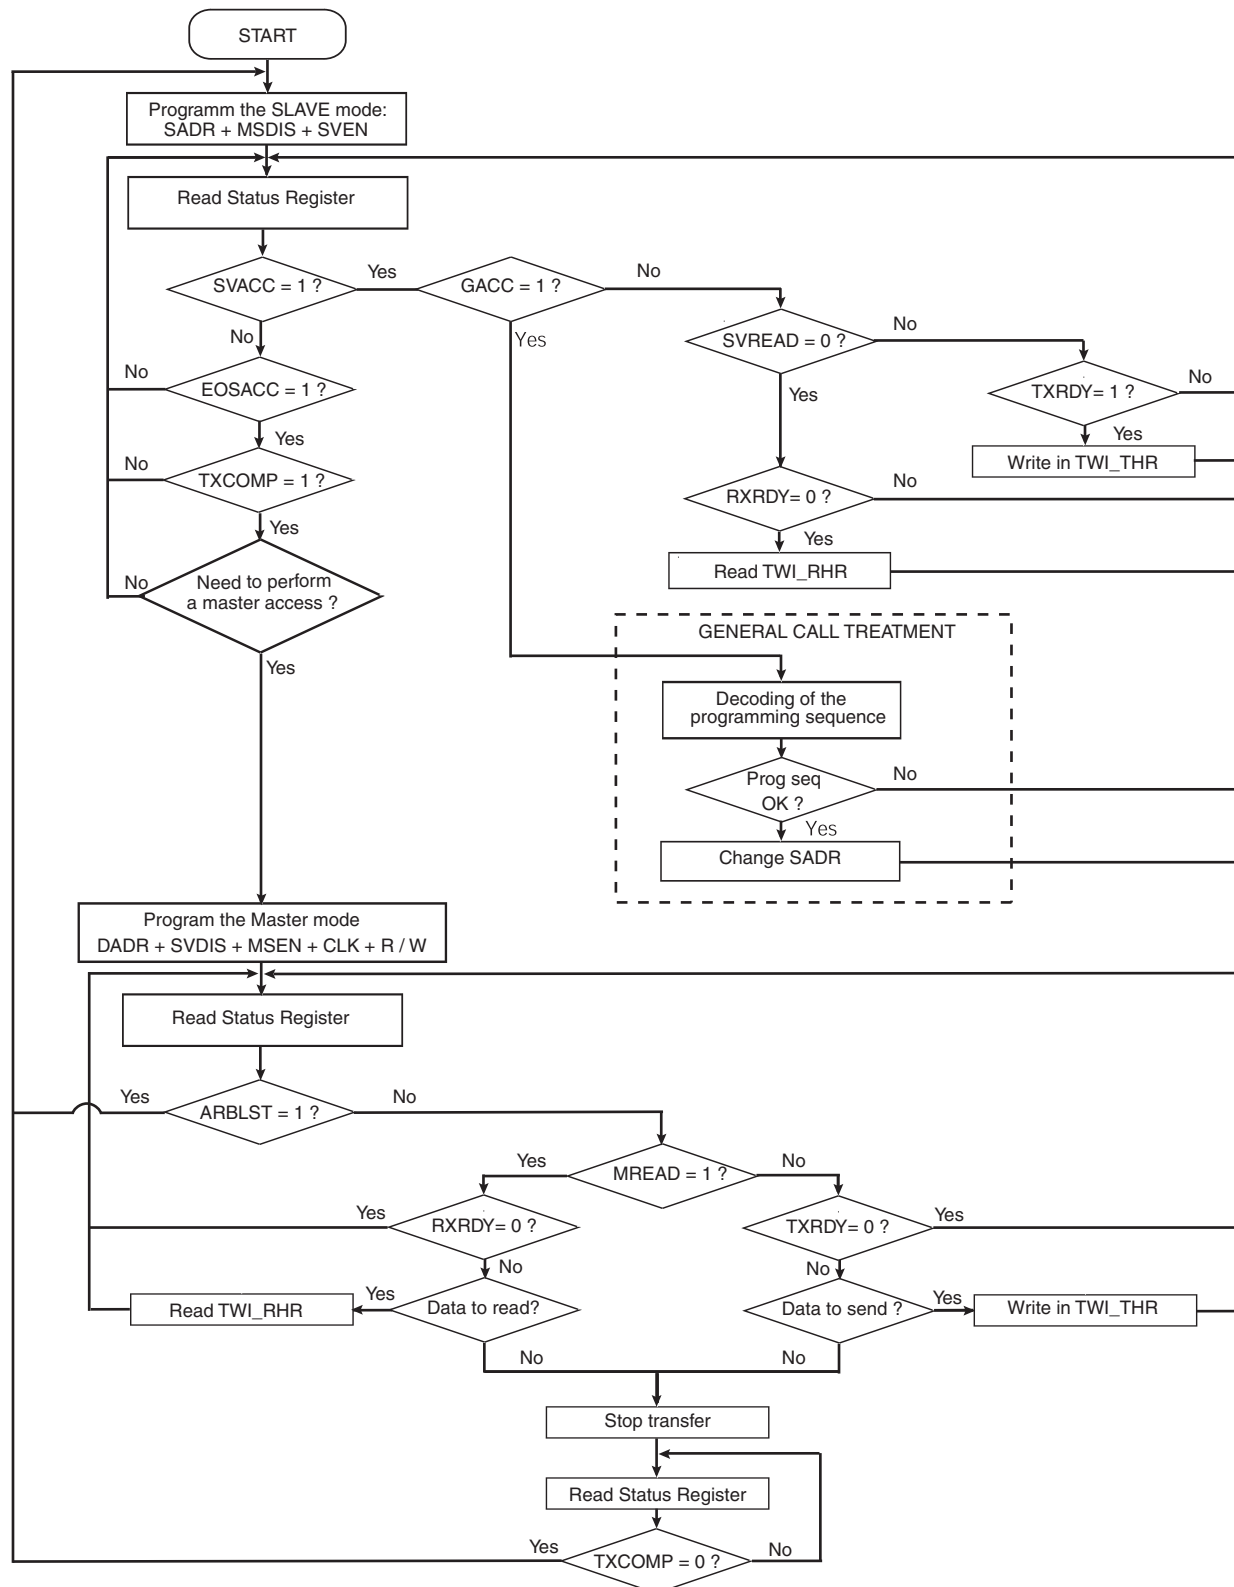 START
Programm the SLAVE mode:
SADR + MSDIS + SVEN
Read Status Register
SVACC = 1 ?
Yes
GACC = 1 ?
No
No
Yes
SVREAD = 0 ?
No
No
EOSACC = 1 ?
Yes
TXRDY= 1 ?
No
Yes
Yes
Write in TWI_THR
No
TXCOMP = 1 ?
RXRDY= 0 ?
No
Yes
Yes
Read TWI_RHR
No
Need to perform
a master access ?
Yes
GENERAL CALL TREATMENT
Decoding of the
programming sequence
Prog seq
OK ?
No
Yes
Change SADR
Program the Master mode
DADR + SVDIS + MSEN + CLK + R / W
Read Status Register
Yes
ARBLST = 1 ?
No
Yes
MREAD = 1 ?
No
Yes
RXRDY= 0 ?
TXRDY= 0 ?
Yes
No
No
Read TWI_RHR
Yes
Data to read?
Data to send ?
Yes
Write in TWI_THR
No
No
Stop transfer
Read Status Register
Yes
TXCOMP = 0 ?
No